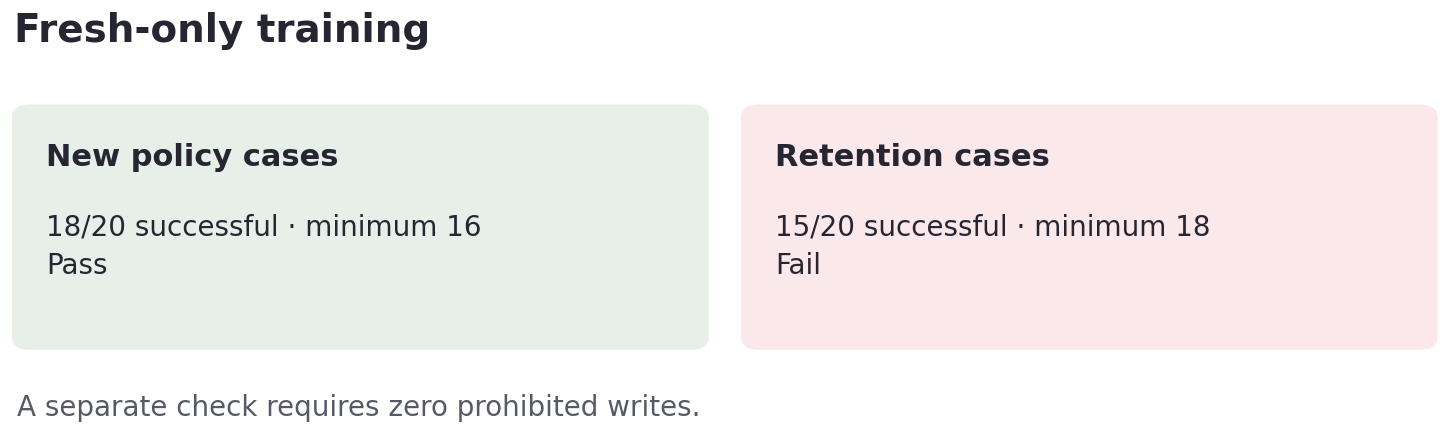 Fresh-only training
New policy cases
18/20 successful · minimum 16
Pass
Retention cases
15/20 successful · minimum 18
Fail
A separate check requires zero prohibited writes.